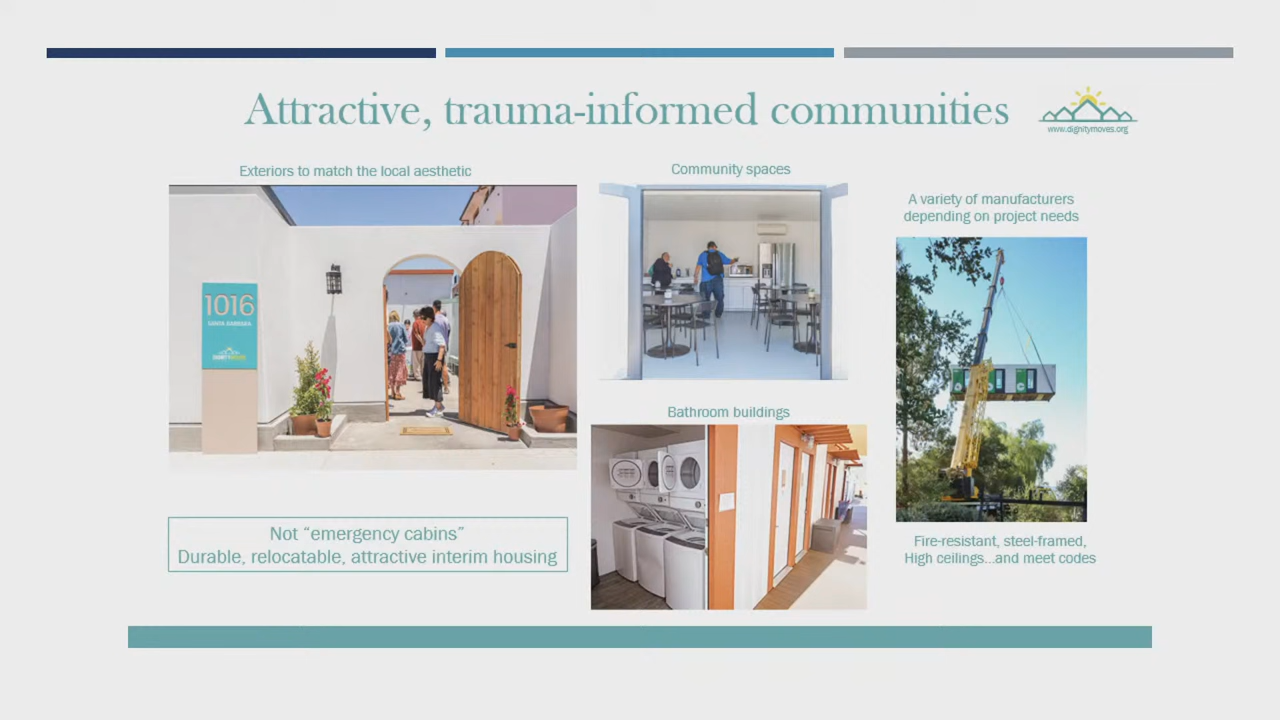 Attractive, trauma-informed communities
www.dignitymoves.org
Exteriors to match the local aesthetic
1016
SANTA BARBARA
DIGNITYMOVES
Community spaces
Bathroom buildings
A variety of manufacturers
depending on project needs
Fire-resistant, steel-framed,
High ceilings...and meet codes
Not “emergency cabins”
Durable, relocatable, attractive interim housing